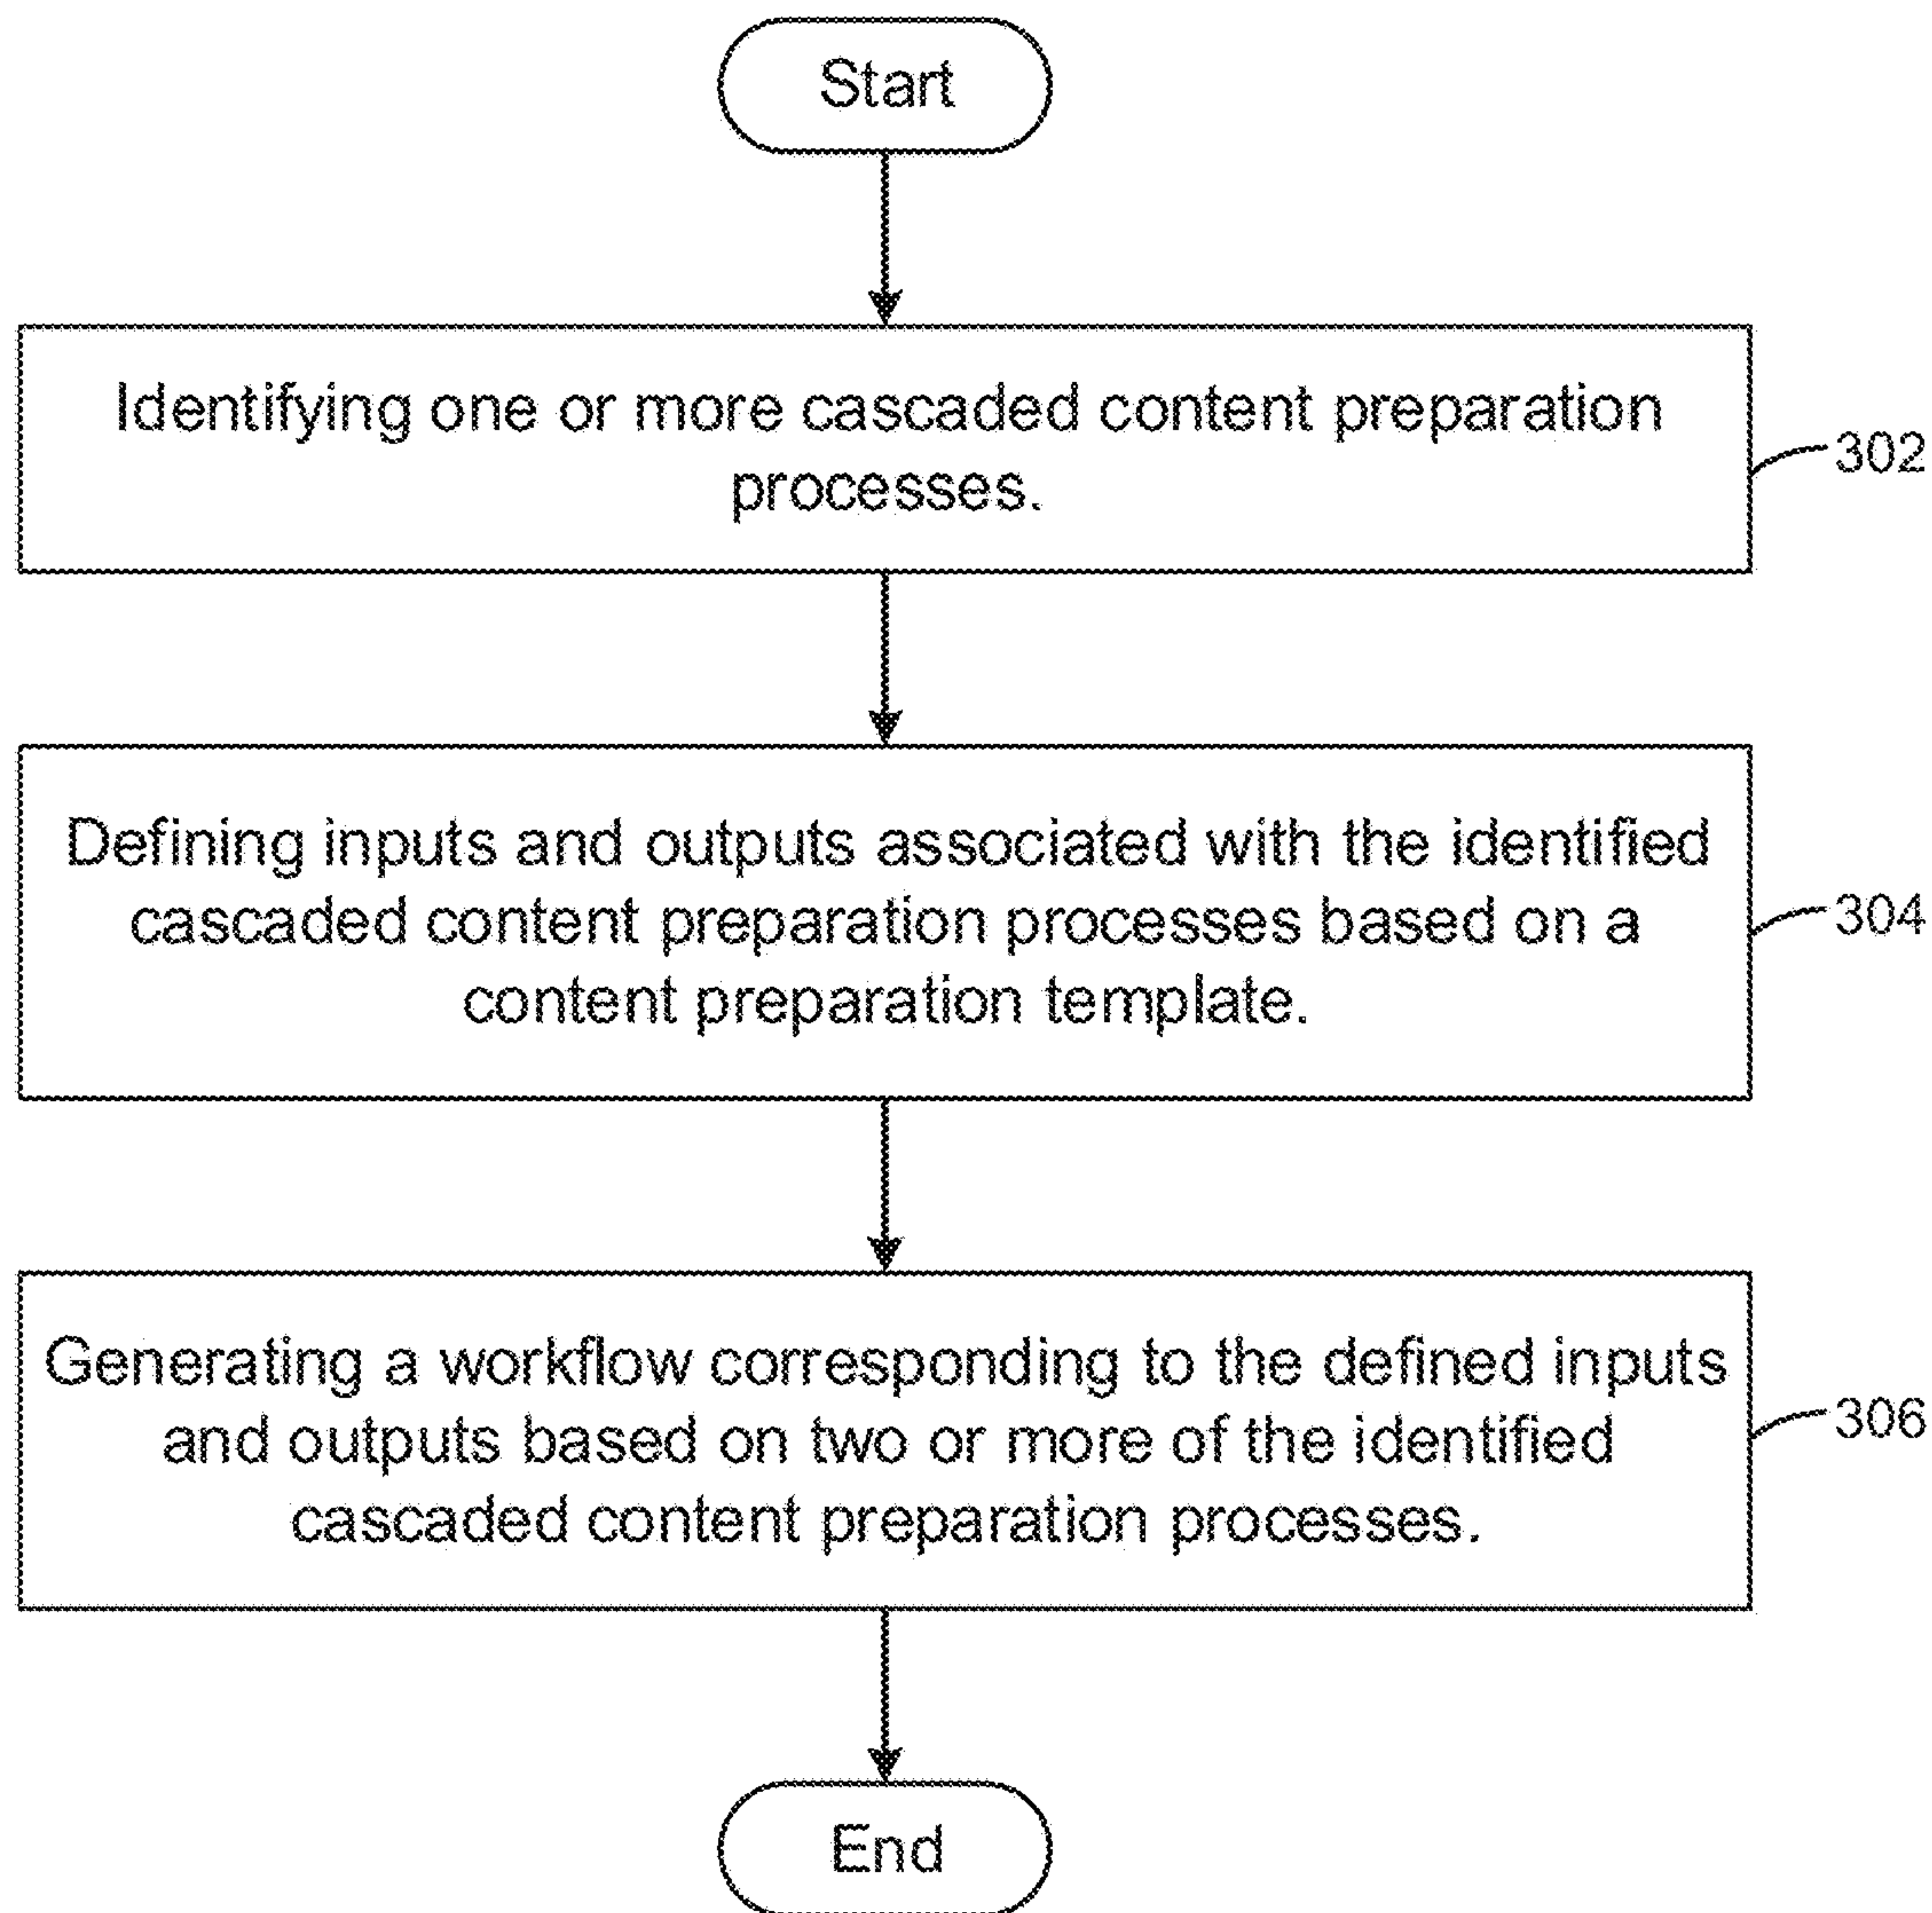 Start
Identifying one or more cascaded content preparation
processes.
302
Defining inputs and outputs associated with the identified
cascaded content preparation processes based on a
content preparation template.
304
Generating a workflow corresponding to the defined inputs
and outputs based on two or more of the identified
cascaded content preparation processes.
306
End